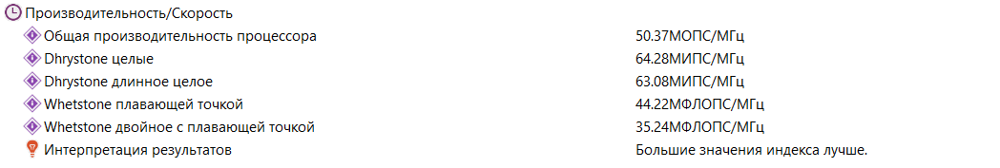 Производительность/Скорость
Общая производительность процессора 50.37МОПС/МГц
Dhrystone целые 64.28МИПС/МГц
Dhrystone длинное целое 63.08МИПС/МГц
Whetstone плавающей точкой 44.22МФЛОПС/МГц
Whetstone двойное с плавающей точкой 35.24МФЛОПС/МГц
Интерпретация результатов Большие значения индекса лучше.